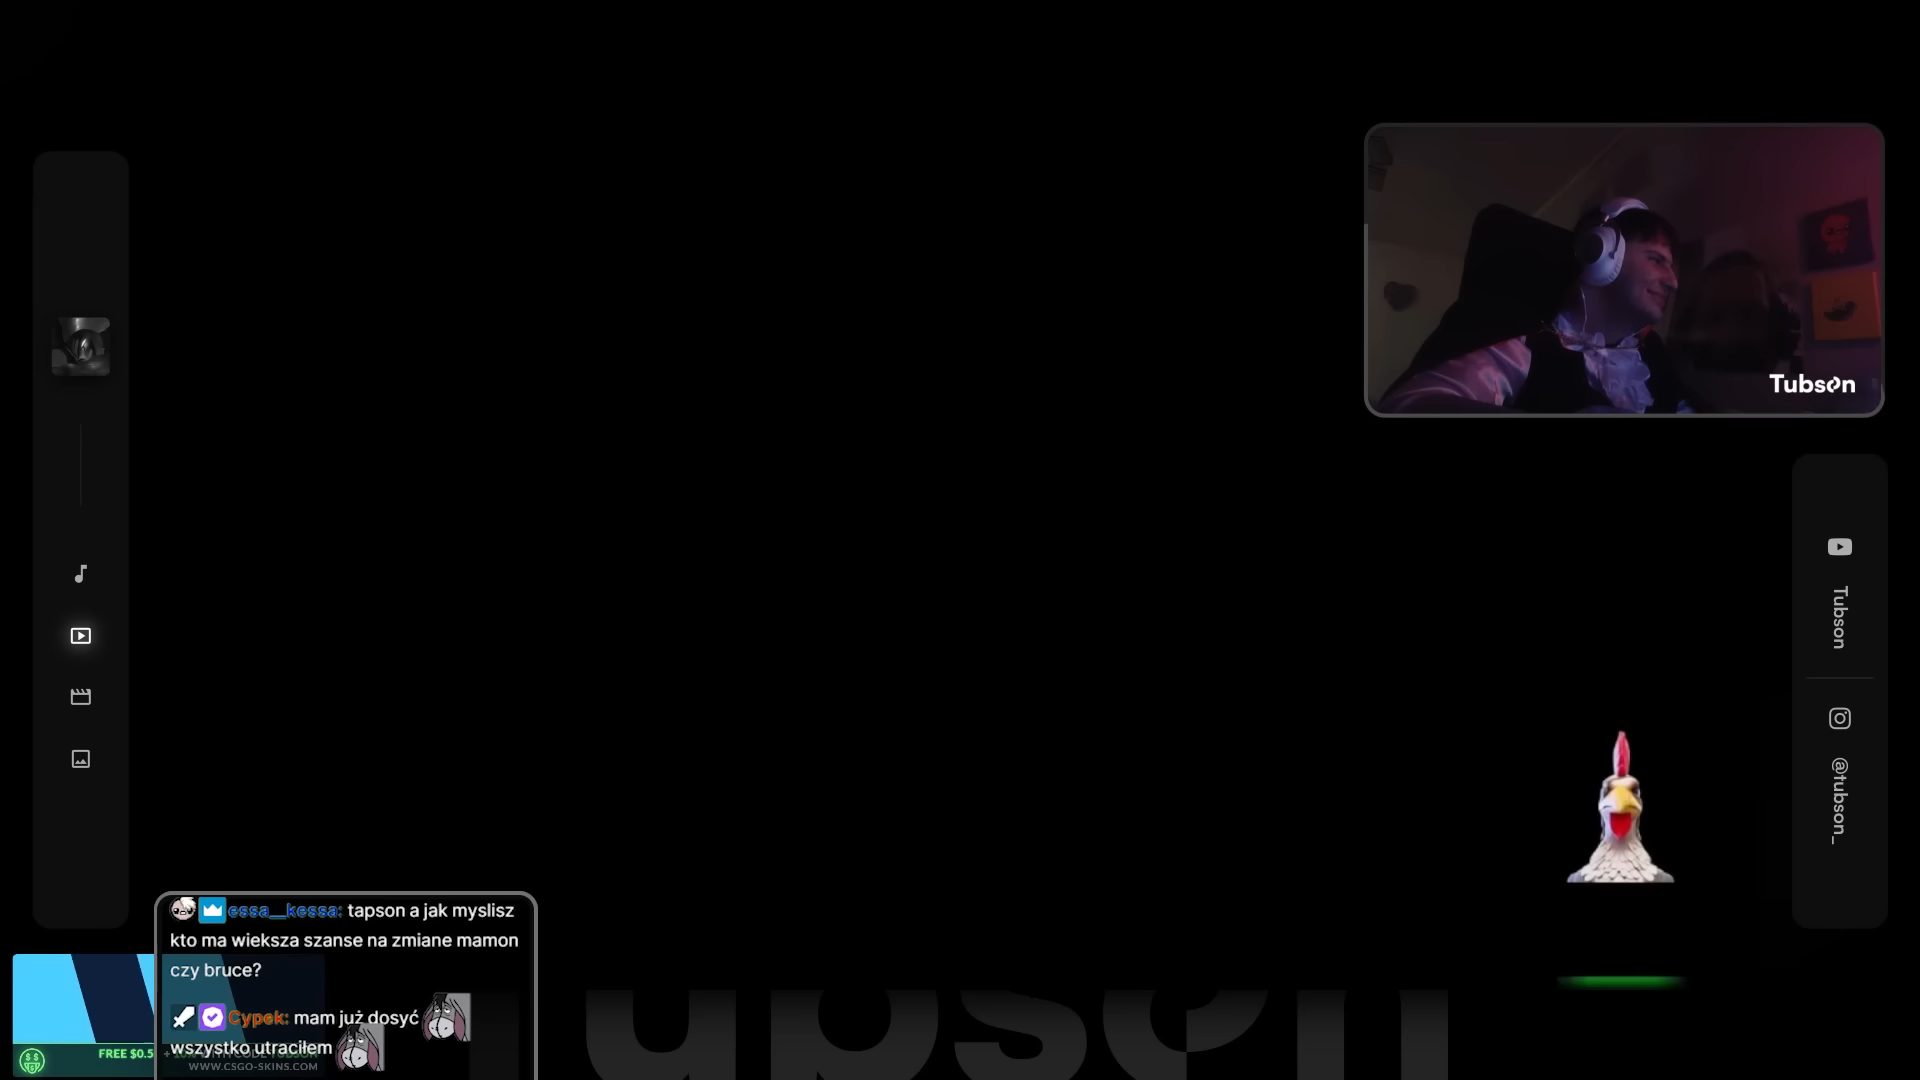 Tubson
Tubson
@tubson_
essa__kessa: tapson a jak myslisz
kto ma wieksza szanse na zmiane mamon
czy bruce?
Cypek: mam już dosyć
wszystko utraciłem
FREE $0.5
WWW.CSGO-SKINS.COM
ubson